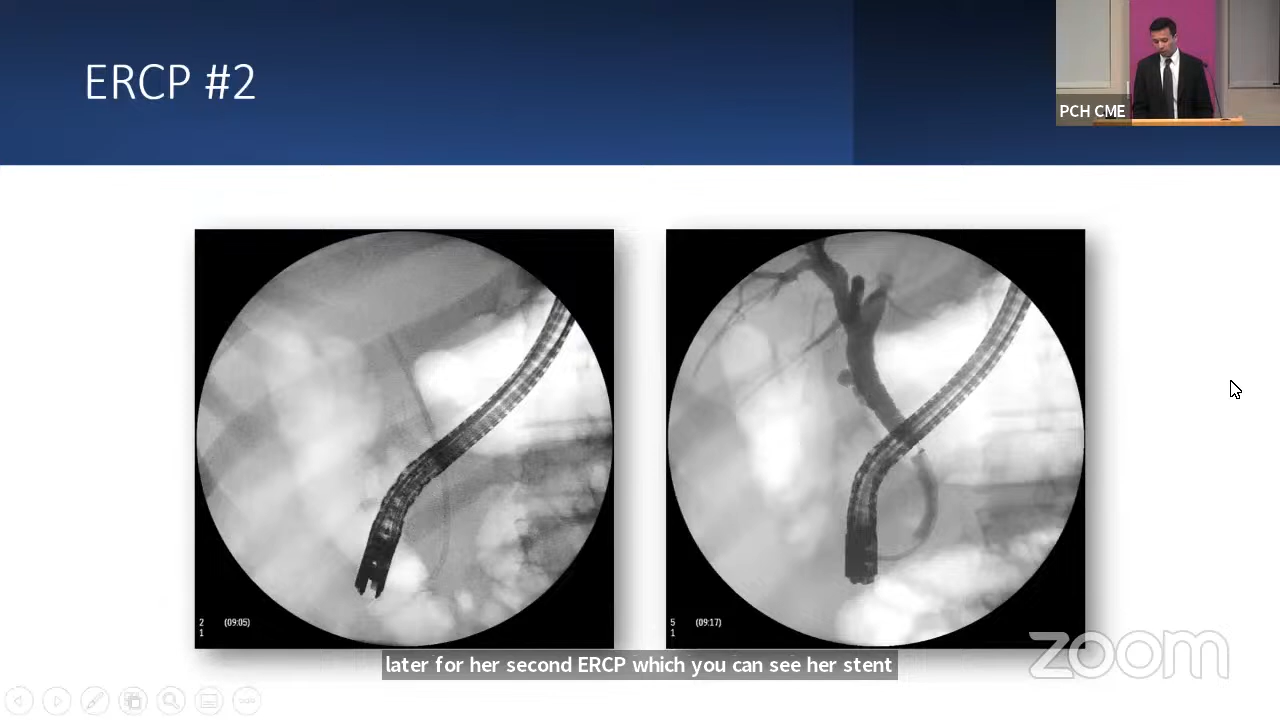 ERCP #2
PCH CME
2 (09:05)
1
5 (09:17)
1
later for her second ERCP which you can see her stent
zoom